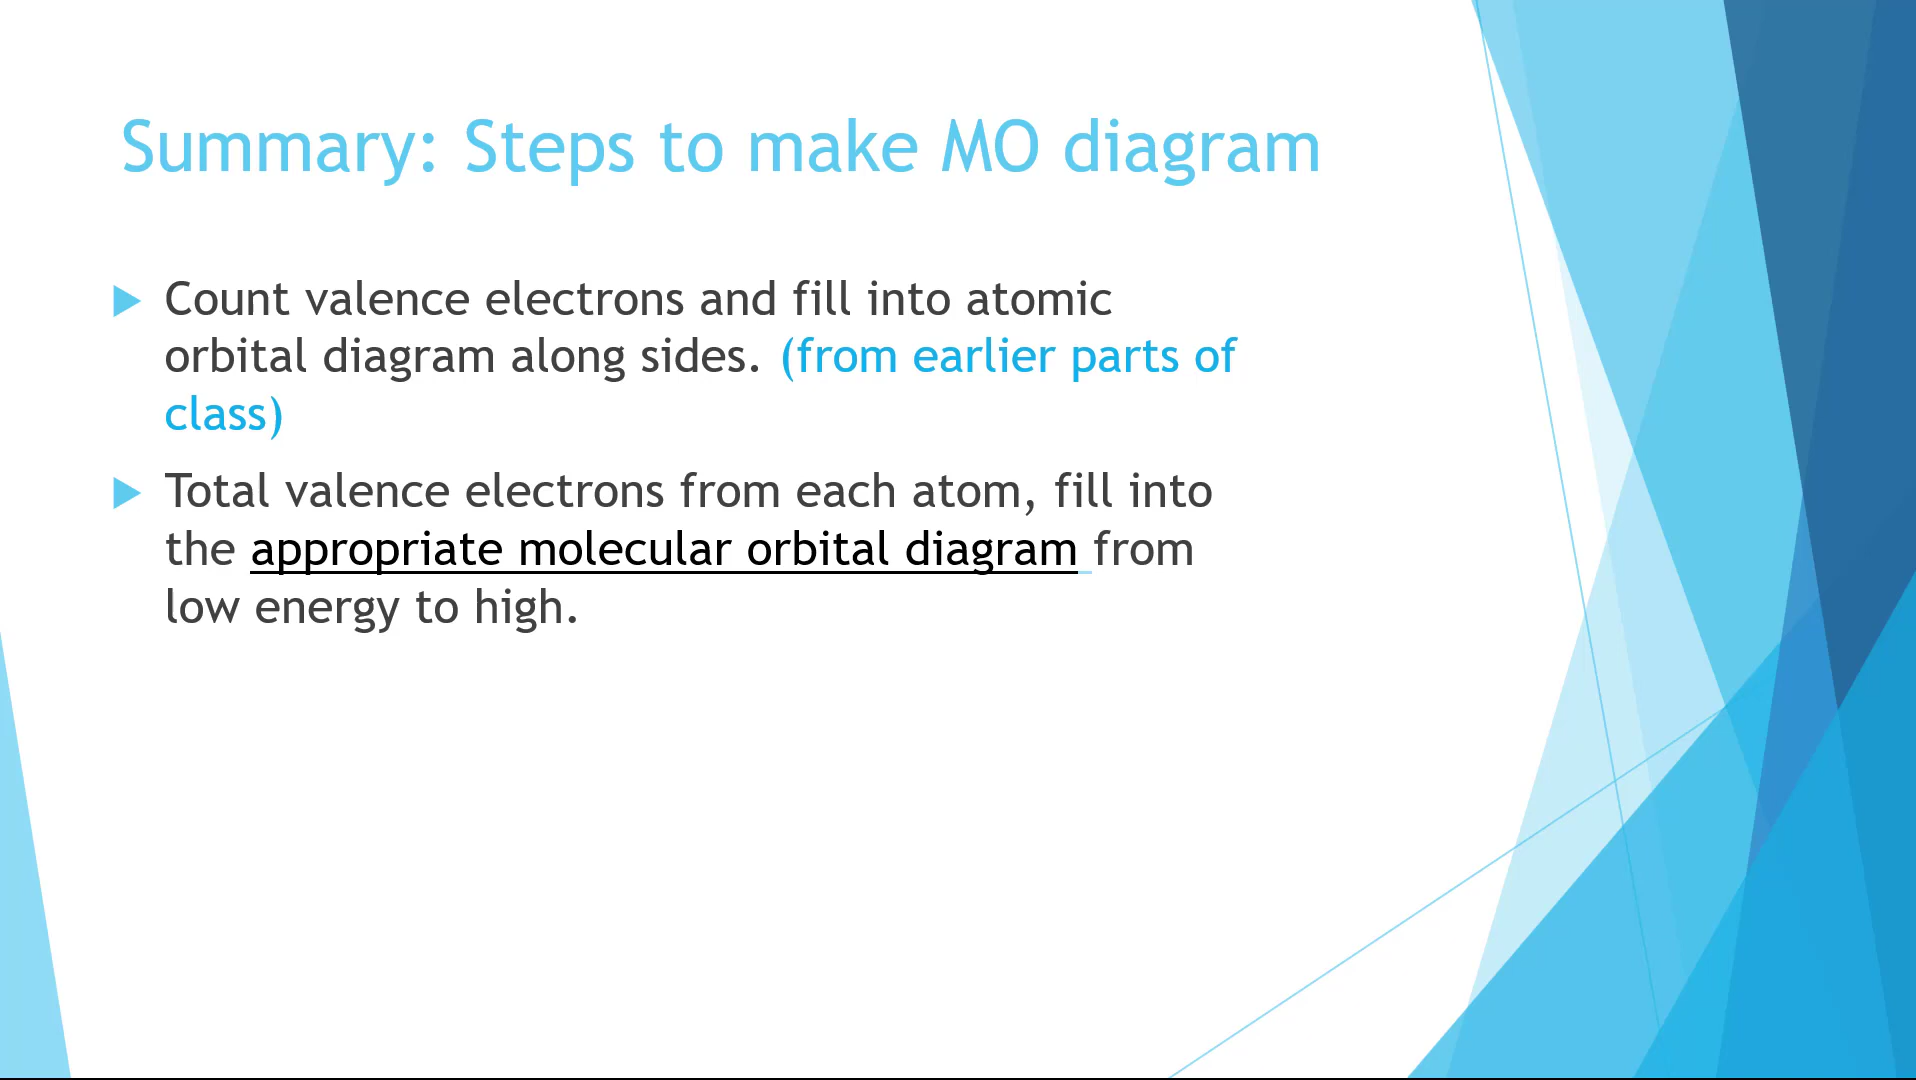 Summary: Steps to make MO diagram
Count valence electrons and fill into atomic
orbital diagram along sides. (from earlier parts of
class)
Total valence electrons from each atom, fill into
the appropriate molecular orbital diagram from
low energy to high.